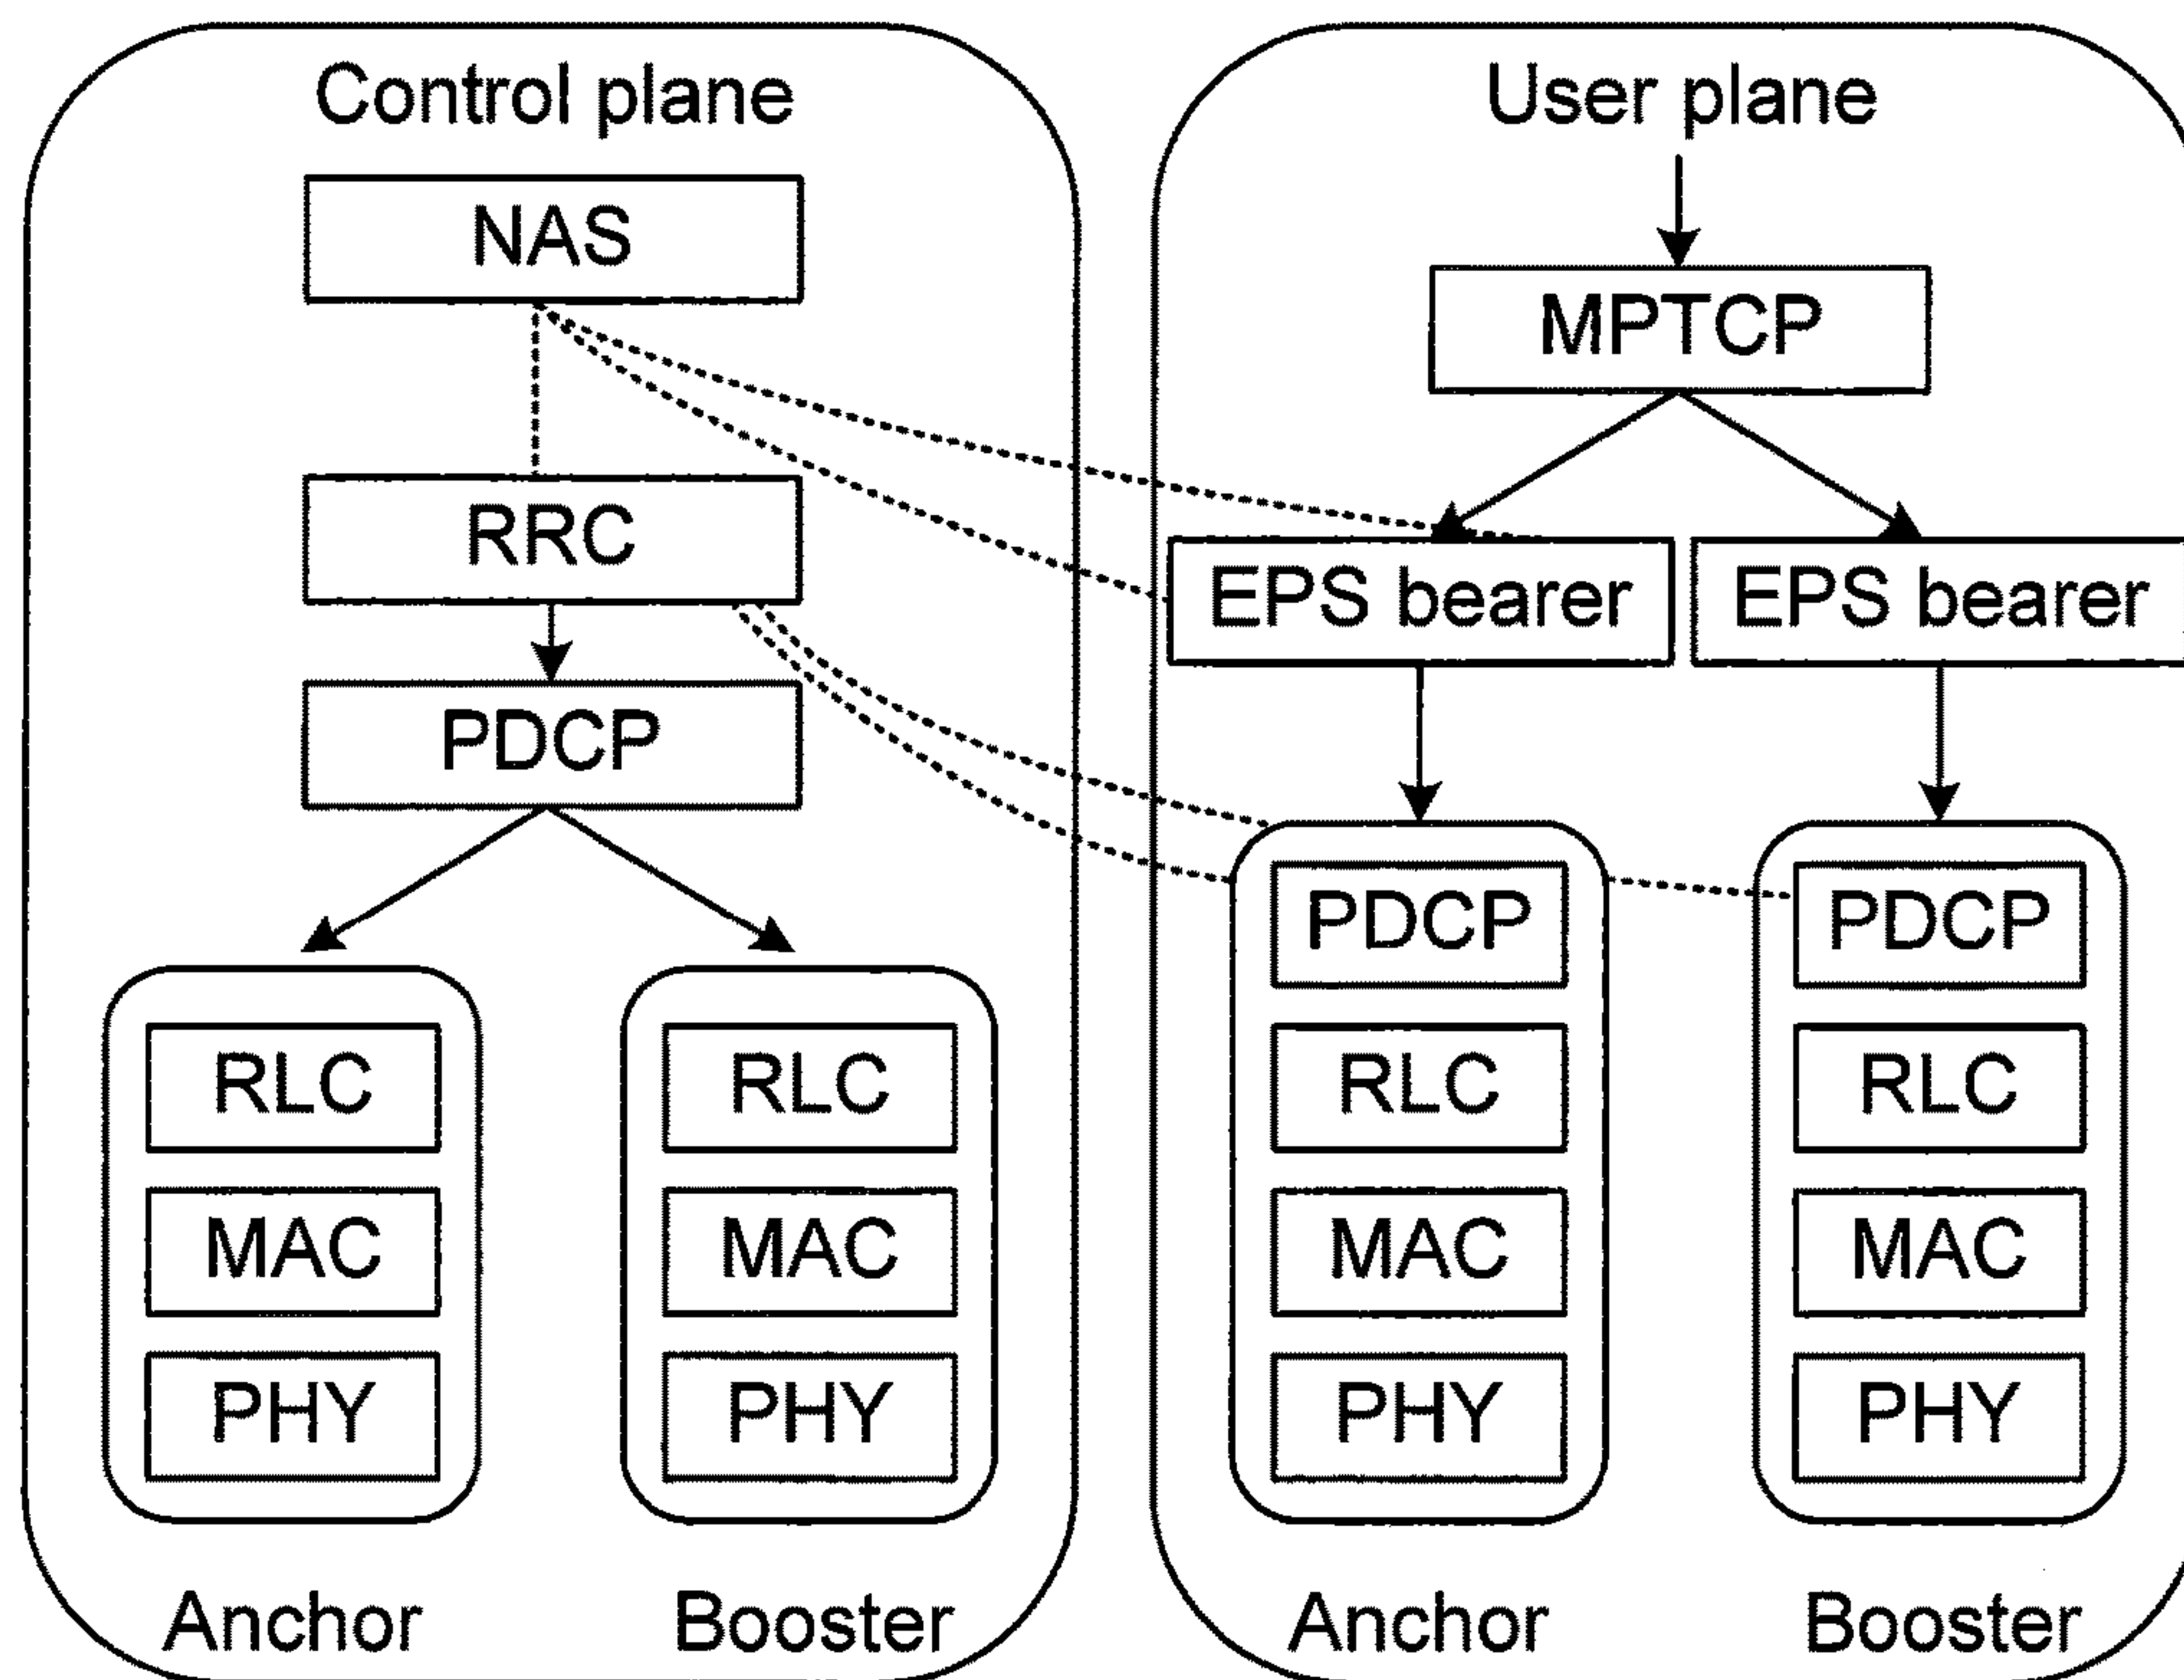 Control plane
NAS
RRC
PDCP
RLC
MAC
PHY
Anchor
RLC
MAC
PHY
Booster
User plane
MPTCP
EPS bearer
EPS bearer
PDCP
RLC
MAC
PHY
Anchor
PDCP
RLC
MAC
PHY
Booster